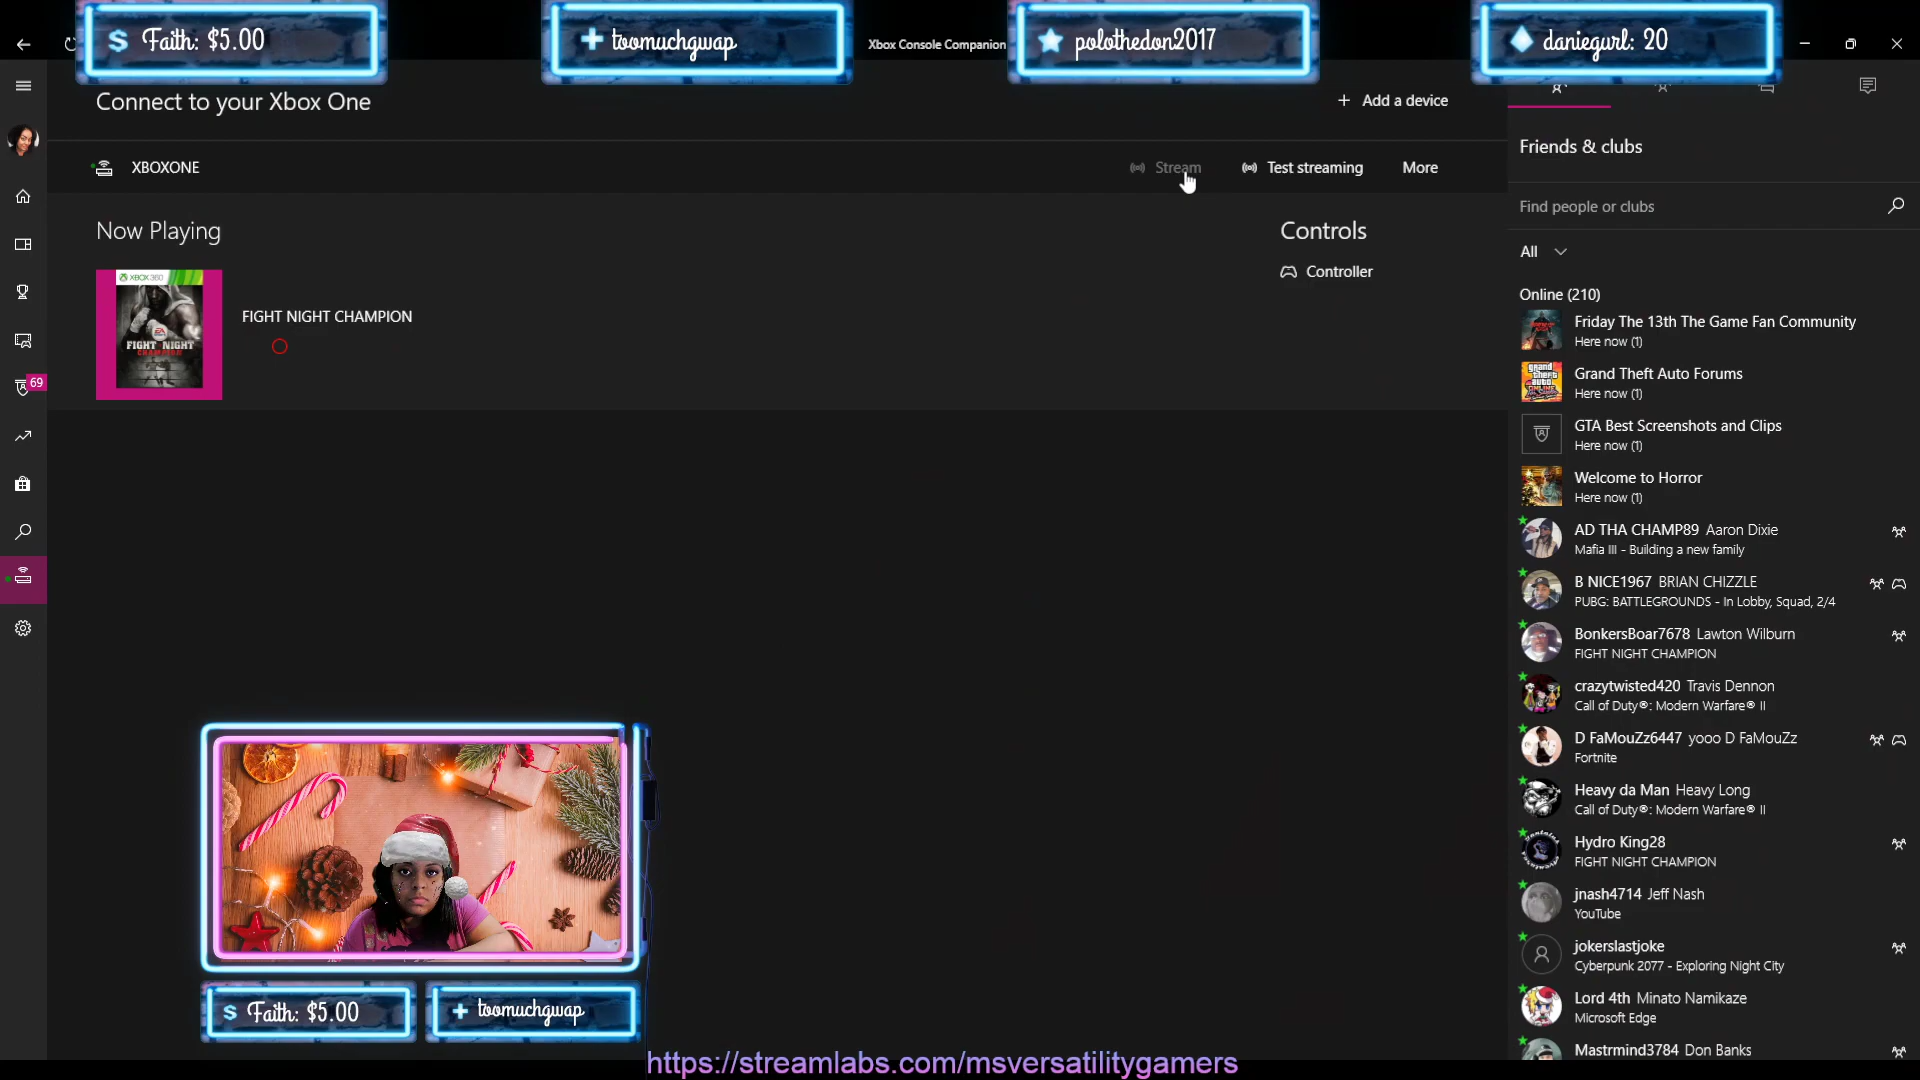 $ Faith: $5.00
+ toomuchgwap
Xbox Console Companion
polothedon2017
daniegurl: 20
Connect to your Xbox One
+ Add a device
XBOXONE
Stream
Test streaming
More
Now Playing
Controls
Controller
XBOX 360
FIGHT NIGHT
CHAMPION
FIGHT NIGHT CHAMPION
69
Friends & clubs
Find people or clubs
All
Online (210)
Friday The 13th The Game Fan Community
Here now (1)
Grand Theft Auto Forums
Here now (1)
GTA Best Screenshots and Clips
Here now (1)
Welcome to Horror
Here now (1)
AD THA CHAMP89 Aaron Dixie
Mafia III - Building a new family
B NICE1967 BRIAN CHIZZLE
PUBG: BATTLEGROUNDS - In Lobby, Squad, 2/4
BonkersBoar7678 Lawton Wilburn
FIGHT NIGHT CHAMPION
crazytwisted420 Travis Dennon
Call of Duty®: Modern Warfare® II
D FaMouZz6447 yooo D FaMouZz
Fortnite
Heavy da Man Heavy Long
Call of Duty®: Modern Warfare® II
Hydro King28
FIGHT NIGHT CHAMPION
jnash4714 Jeff Nash
YouTube
jokerslastjoke
Cyberpunk 2077 - Exploring Night City
Lord 4th Minato Namikaze
Microsoft Edge
Mastrmind3784 Don Banks
$ Faith: $5.00
+ toomuchgwap
https://streamlabs.com/msversatilitygamers